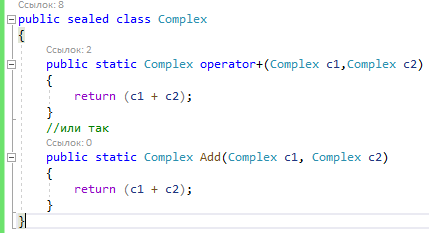 Ссылок: 8
public sealed class Complex
{
Ссылок: 2
public static Complex operator+(Complex c1,Complex c2)
{
return (c1 + c2);
}
//или так
Ссылок: 0
public static Complex Add(Complex c1, Complex c2)
{
return (c1 + c2);
}
}